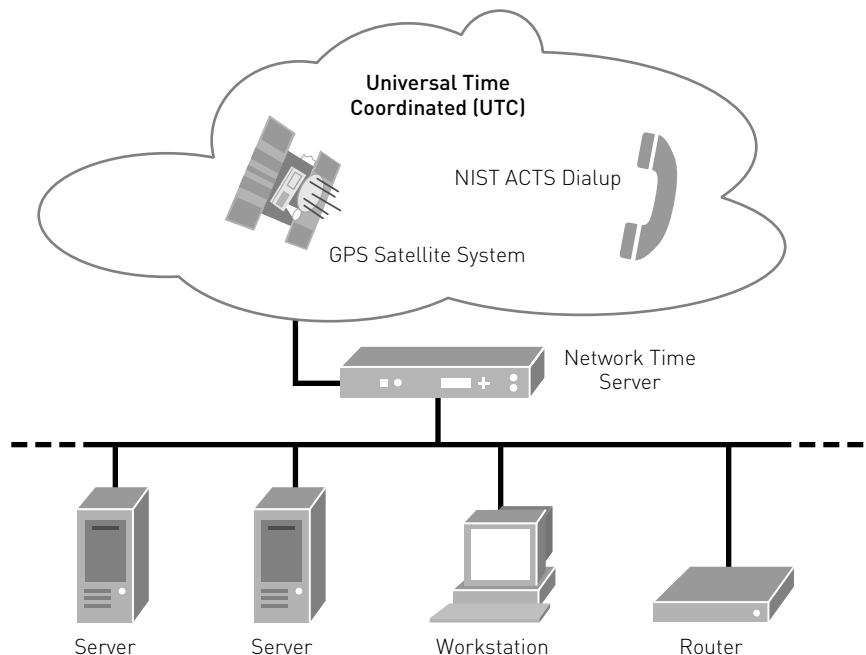 Universal Time
Coordinated (UTC)
NIST ACTS Dialup
GPS Satellite System
Network Time
Server
Server
Server
Workstation
Router